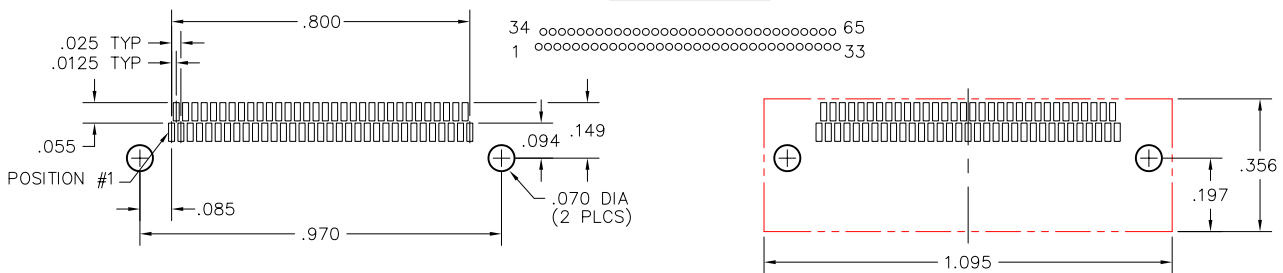 .800
.025 TYP
.0125 TYP
34 65
1 33
.055
.094
.149
POSITION #1
.085
.070 DIA
(2 PLCS)
.970
.356
.197
1.095